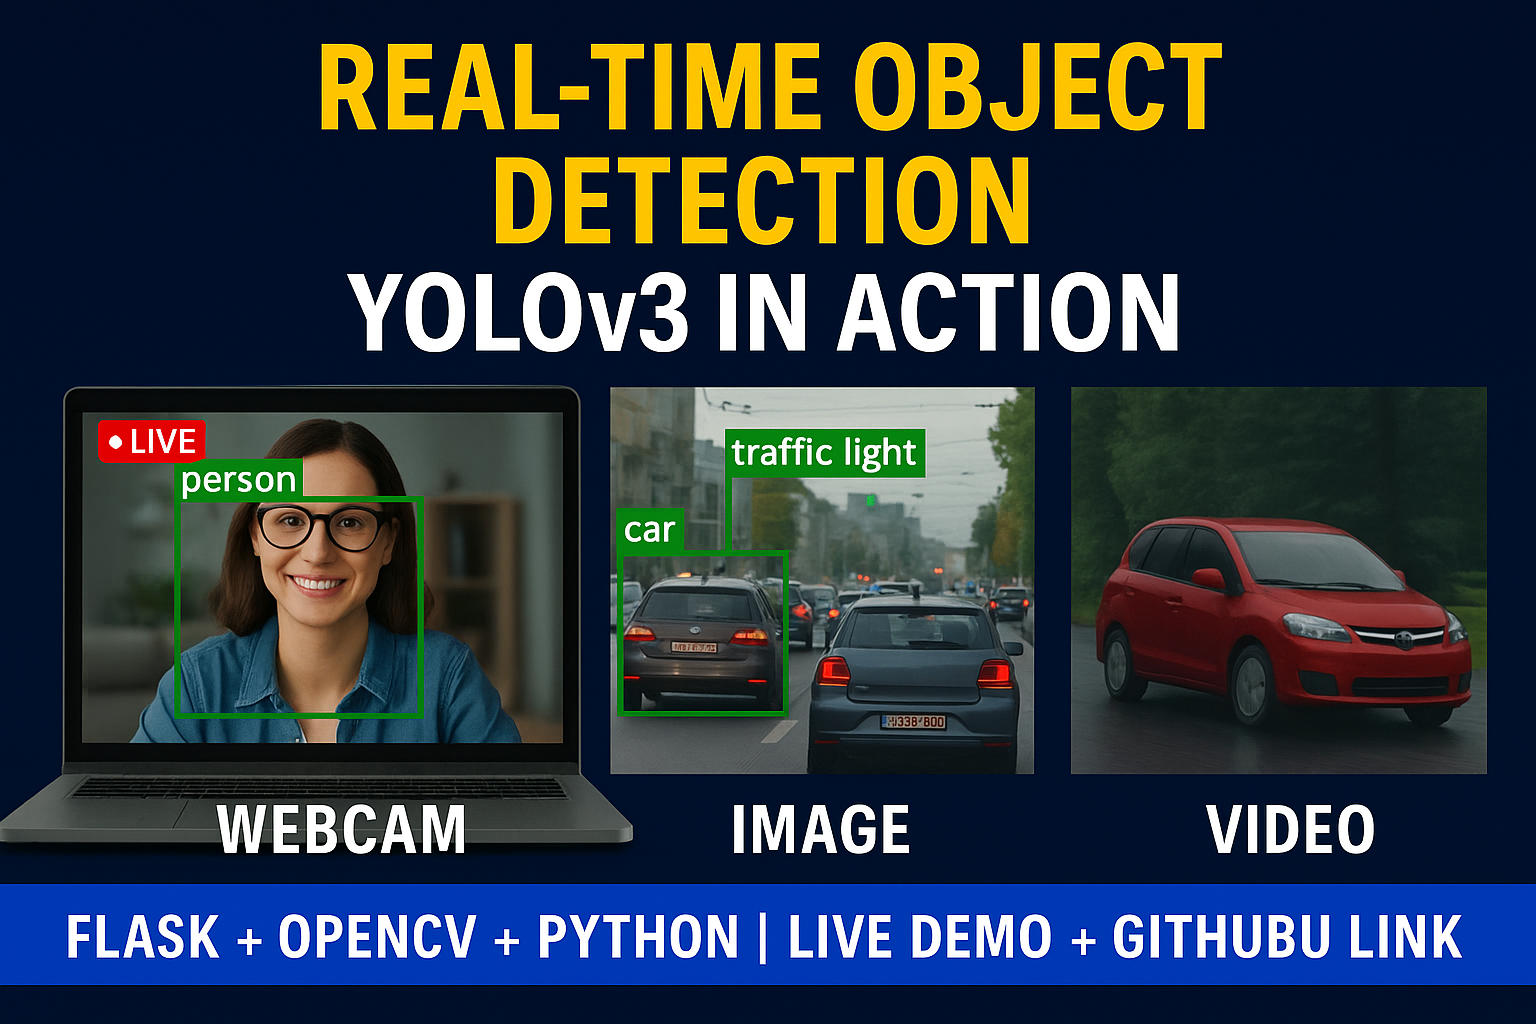 REAL-TIME OBJECT
DETECTION
YOLOv3 IN ACTION
LIVE
person
traffic light
car
WEBCAM
IMAGE
VIDEO
FLASK + OPENCV + PYTHON | LIVE DEMO + GITHUBU LINK